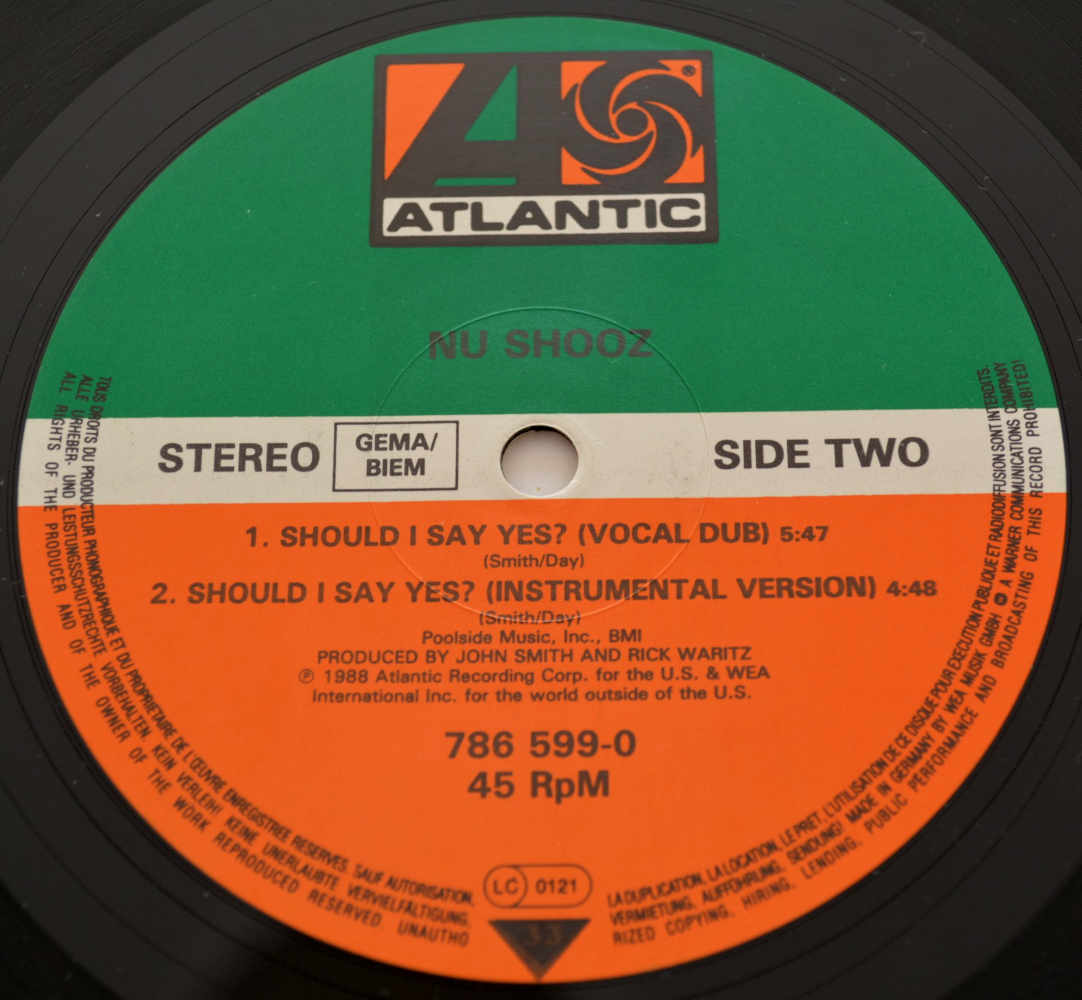 ®
ATLANTIC
NU SHOOZ
STEREO
GEMA/
BIEM
SIDE TWO
1. SHOULD I SAY YES? (VOCAL DUB) 5:47
(Smith/Day)
2. SHOULD I SAY YES? (INSTRUMENTAL VERSION) 4:48
(Smith/Day)
Poolside Music, Inc., BMI
PRODUCED BY JOHN SMITH AND RICK WARITZ
℗ 1988 Atlantic Recording Corp. for the U.S. & WEA
International Inc. for the world outside of the U.S.
786 599-0
45 RpM
LC 0121
33
TOUS DROITS DU PRODUCTEUR PHONOGRAPHIQUE ET DU PROPRIETAIRE DE L'ŒUVRE ENREGISTREE RESERVES. SAUF AUTORISATION,
LA DUPLICATION, LA LOCATION, LE PRET, L'UTILISATION DE CE DISQUE POUR EXECUTION PUBLIQUE ET RADIODIFFUSION SONT INTERDITS.
ALLE URHEBER- UND LEISTUNGSSCHUTZRECHTE VORBEHALTEN. KEIN VERLEIH! KEINE UNERLAUBTE VERVIELFÄLTIGUNG,
VERMIETUNG, AUFFÜHRUNG, SENDUNG! MADE IN GERMANY BY WEA MUSIK GMBH A WARNER COMMUNICATIONS COMPANY
ALL RIGHTS OF THE PRODUCER AND OF THE OWNER OF THE WORK REPRODUCED RESERVED. UNAUTHO
RIZED COPYING, HIRING, LENDING, PUBLIC PERFORMANCE AND BROADCASTING OF THIS RECORD PROHIBITED!